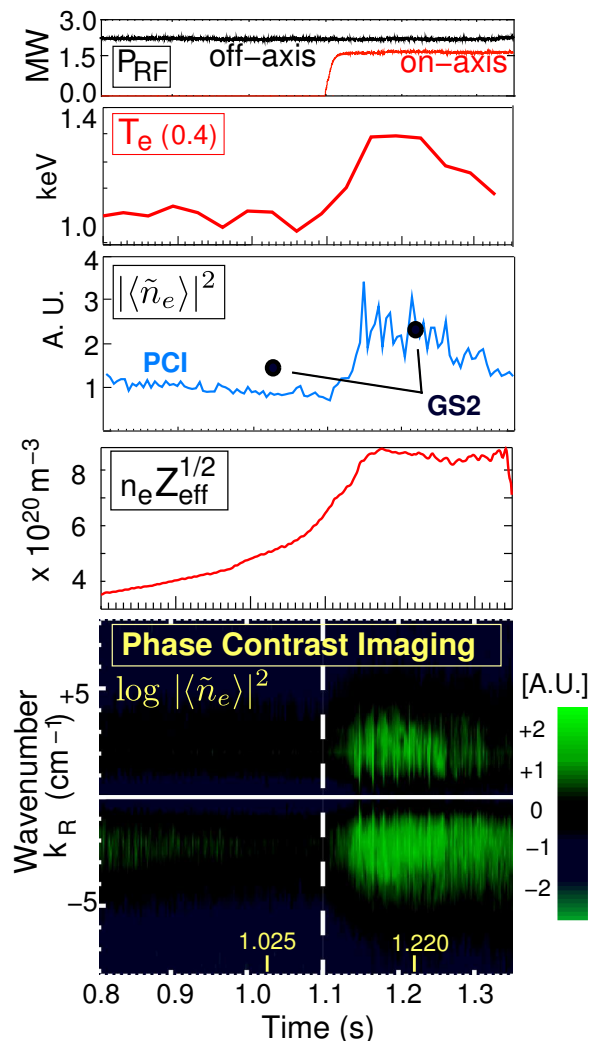 3.0
MW
1.5
P_RF
off-axis
on-axis
0.0
1.4
T_e (0.4)
keV
1.0
4
|⟨ñ_e⟩|^2
3
A. U.
2
PCI
1
GS2
n_e Z_eff^1/2
8
x 10^20 m^-3
6
4
Phase Contrast Imaging
log |⟨ñ_e⟩|^2
[A.U.]
+5
+2
+1
0
-1
-2
Wavenumber
k_R (cm^-1)
-5
1.025
1.220
0.8 0.9 1.0 1.1 1.2 1.3
Time (s)